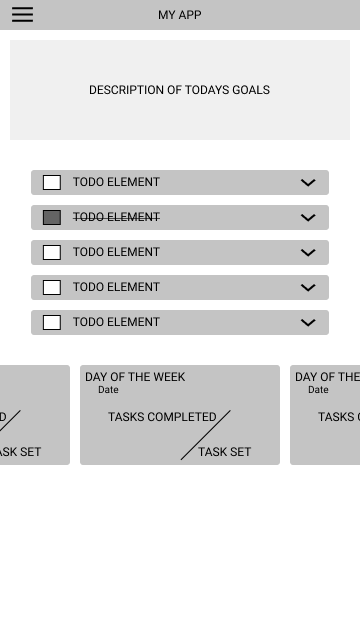 MY APP
DESCRIPTION OF TODAYS GOALS
TODO ELEMENT
TODO ELEMENT
TODO ELEMENT
TODO ELEMENT
TODO ELEMENT
D
ASK SET
DAY OF THE WEEK
Date
TASKS COMPLETED
TASK SET
DAY OF THE
Date
TASKS C